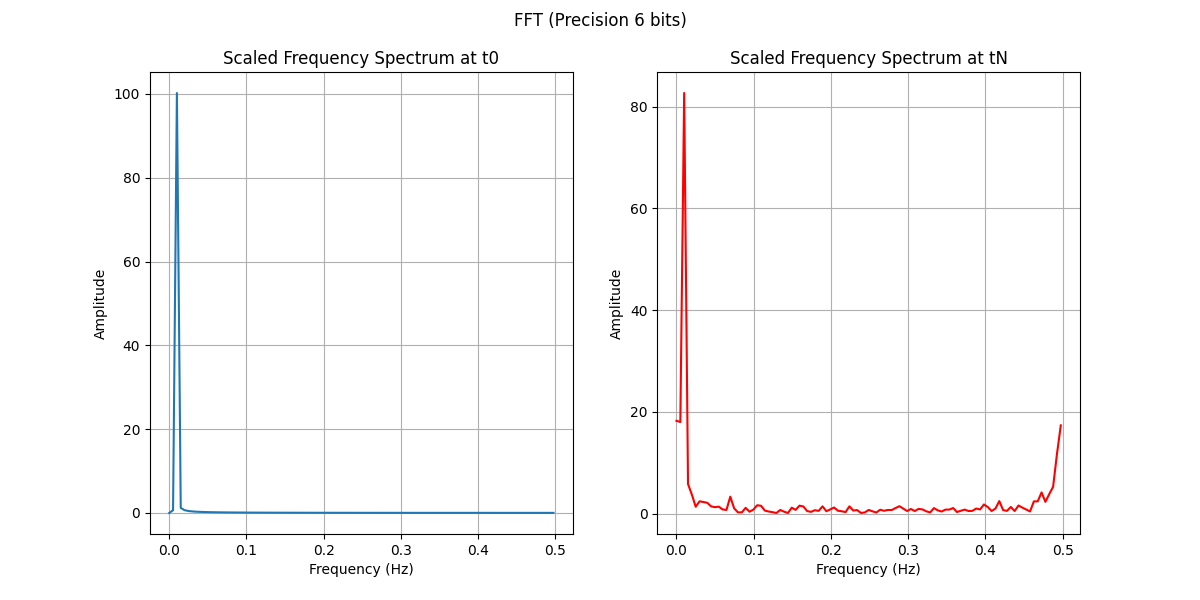 FFT (Precision 6 bits)
Scaled Frequency Spectrum at t0
Amplitude
100
80
60
40
20
0
0.0 0.1 0.2 0.3 0.4 0.5
Frequency (Hz)
Scaled Frequency Spectrum at tN
Amplitude
80
60
40
20
0
0.0 0.1 0.2 0.3 0.4 0.5
Frequency (Hz)